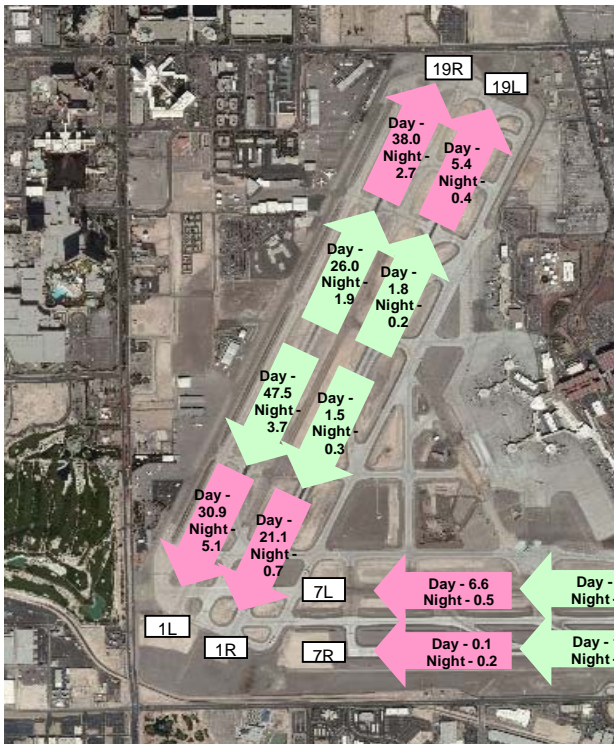 19R
19L
Day -
38.0
Night -
2.7
Day -
5.4
Night -
0.4
Day -
26.0
Night -
1.9
Day -
1.8
Night -
0.2
Day -
47.5
Night -
3.7
Day -
1.5
Night -
0.3
Day -
30.9
Night -
5.1
Day -
21.1
Night -
0.7
7L
Day - 6.6
Night - 0.5
Day -
Night -
1L
1R
7R
Day - 0.1
Night - 0.2
Day -
Night -